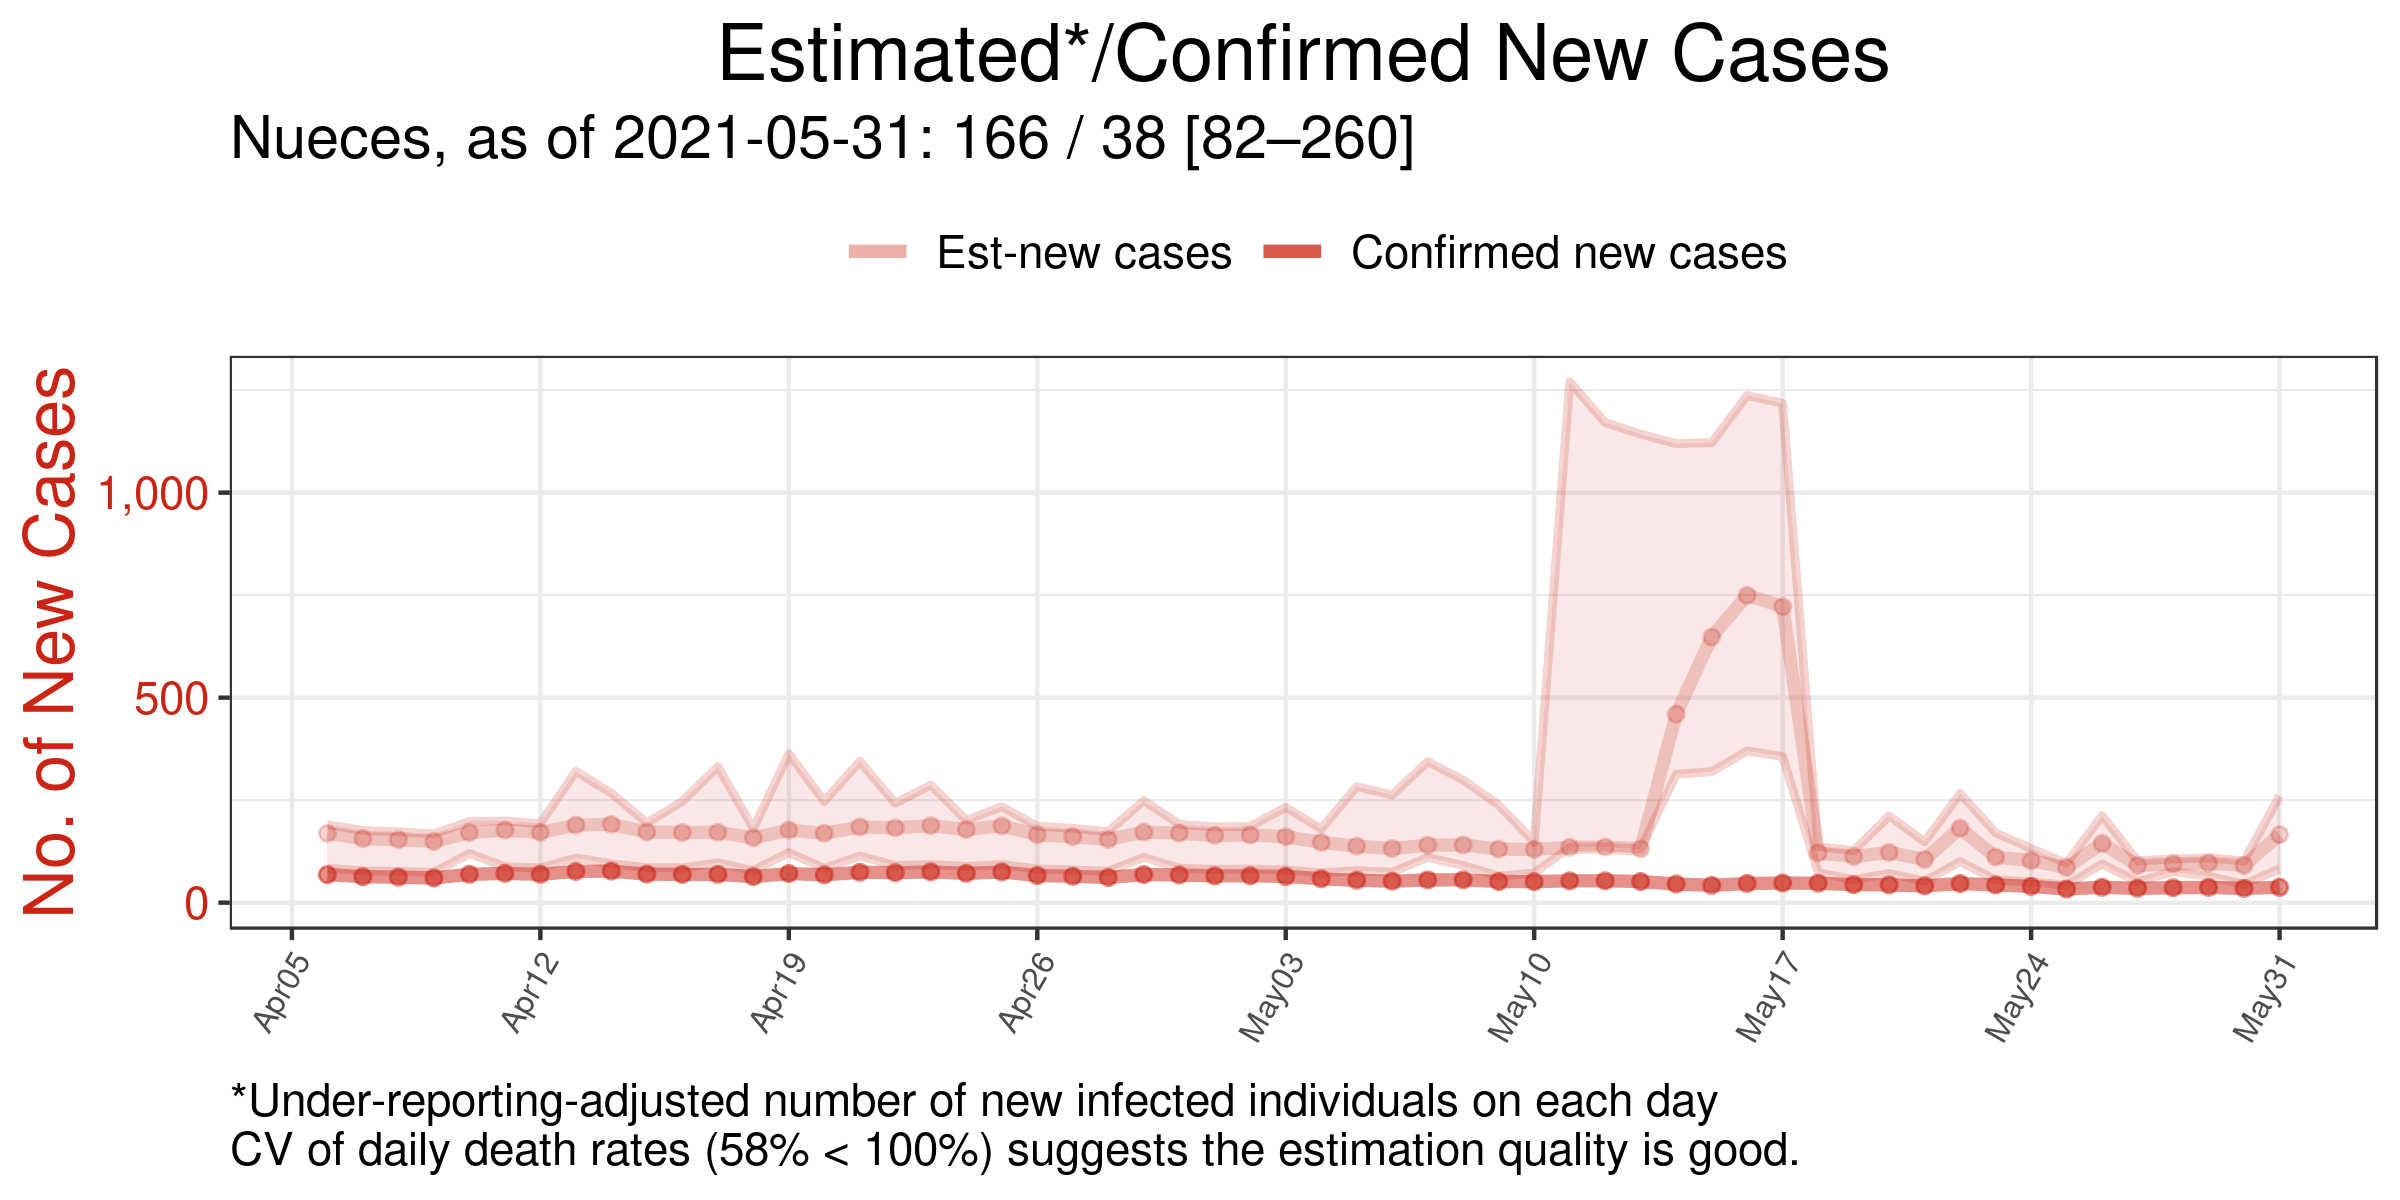 Estimated*/Confirmed New Cases
Nueces, as of 2021-05-31: 166 / 38 [82–260]
Est-new cases
Confirmed new cases
No. of New Cases
1,000
500
0
Apr05
Apr12
Apr19
Apr26
May03
May10
May17
May24
May31
*Under-reporting-adjusted number of new infected individuals on each day
CV of daily death rates (58% < 100%) suggests the estimation quality is good.